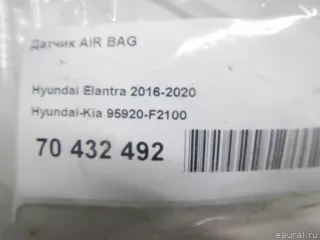 Датчик AIR BAG
Hyundai Elantra 2016-2020
Hyundai-Kia 95920-F2100
70 432 492
eaural.ru